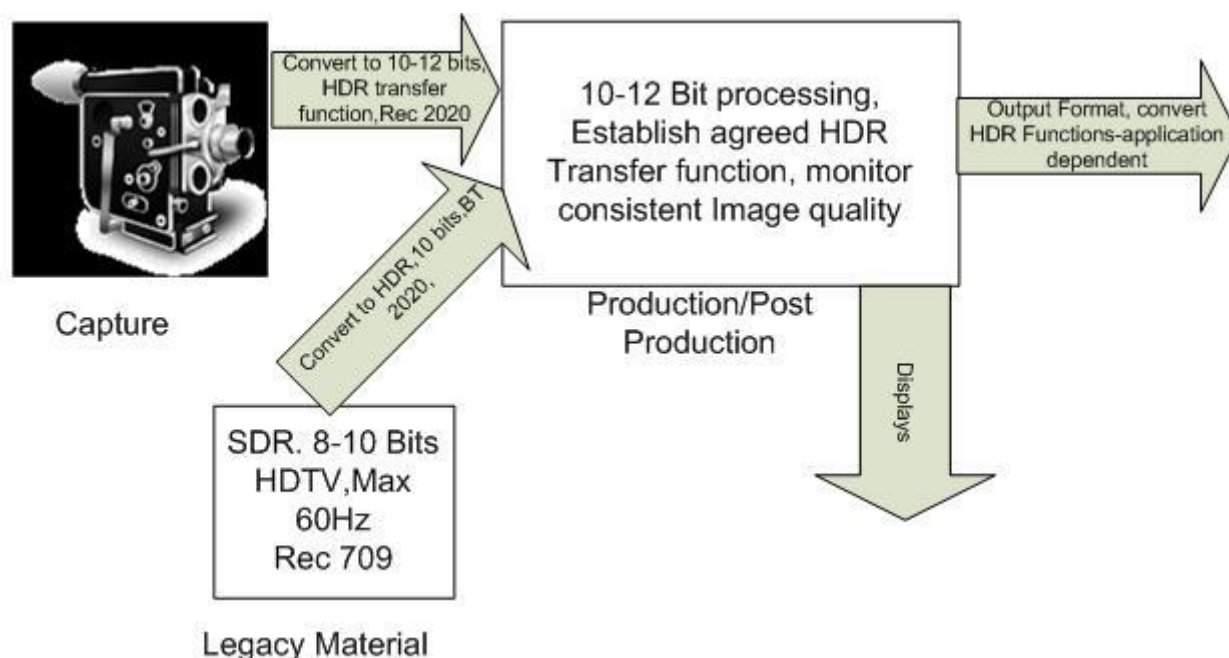 Convert to 10-12 bits,
HDR transfer
function,Rec 2020
10-12 Bit processing,
Establish agreed HDR
Transfer function, monitor
consistent Image quality
Output Format, convert
HDR Functions-application
dependent
Capture
Convert to HDR,10 bits,BT
2020,
Production/Post
Production
Displays
SDR. 8-10 Bits
HDTV,Max
60Hz
Rec 709
Legacy Material